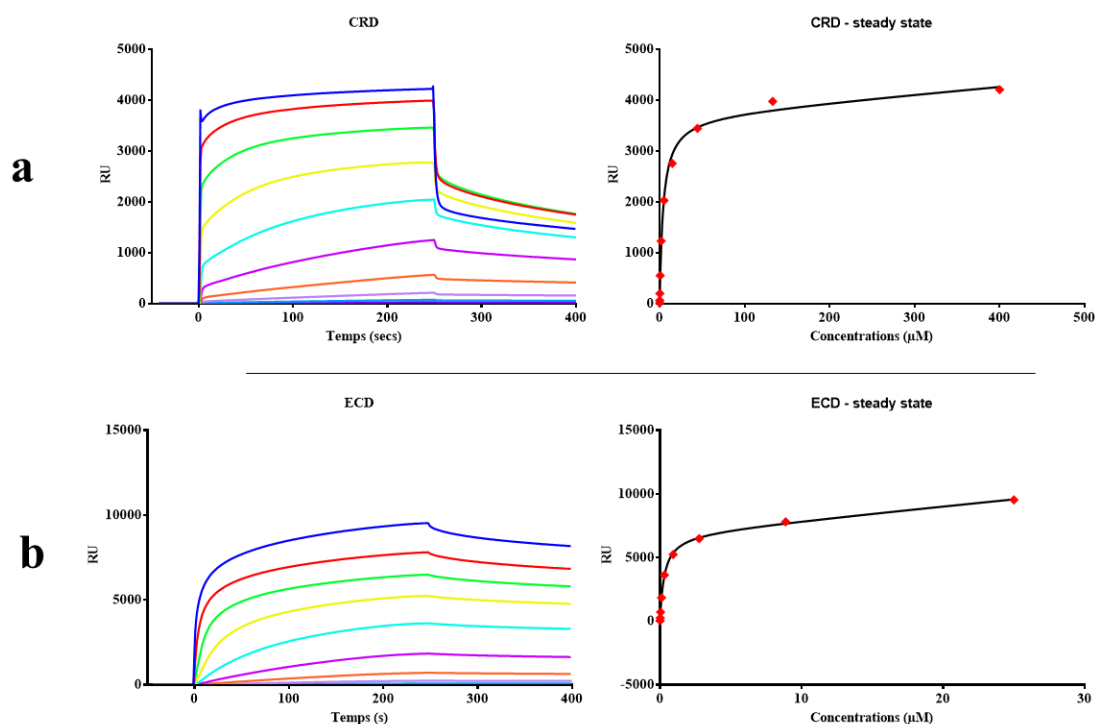 CRD
5000
4000
3000
2000
1000
0
RU
0
100
200
300
400
Temps (secs)
CRD - steady state
5000
4000
3000
2000
1000
0
RU
0
100
200
300
400
500
Concentrations (µM)
a
ECD
15000
10000
5000
0
RU
0
100
200
300
400
Temps (s)
ECD - steady state
15000
10000
5000
0
-5000
RU
0
10
20
30
Concentrations (µM)
b